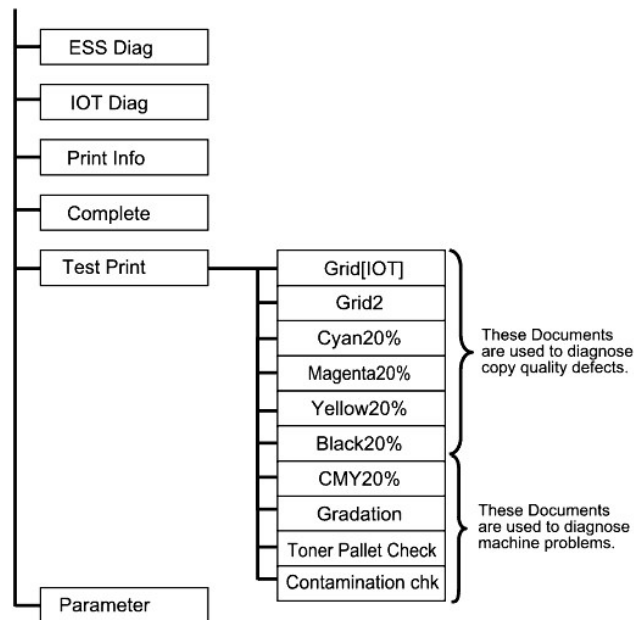 ESS Diag
IOT Diag
Print Info
Complete
Test Print
Grid[IOT]
Grid2
Cyan20%
Magenta20%
Yellow20%
Black20%
CMY20%
Gradation
Toner Pallet Check
Contamination chk
These Documents
are used to diagnose
copy quality defects.
These Documents
are used to diagnose
machine problems.
Parameter